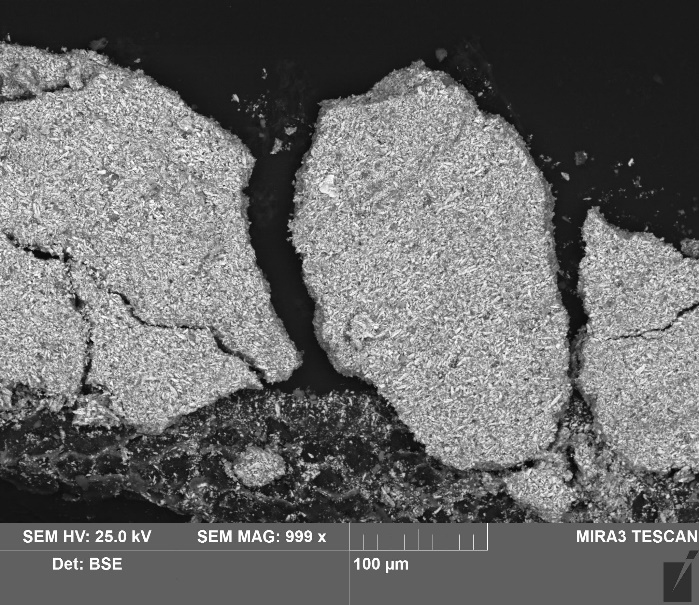 SEM HV: 25.0 kV SEM MAG: 999 x MIRA3 TESCAN
Det: BSE 100 µm